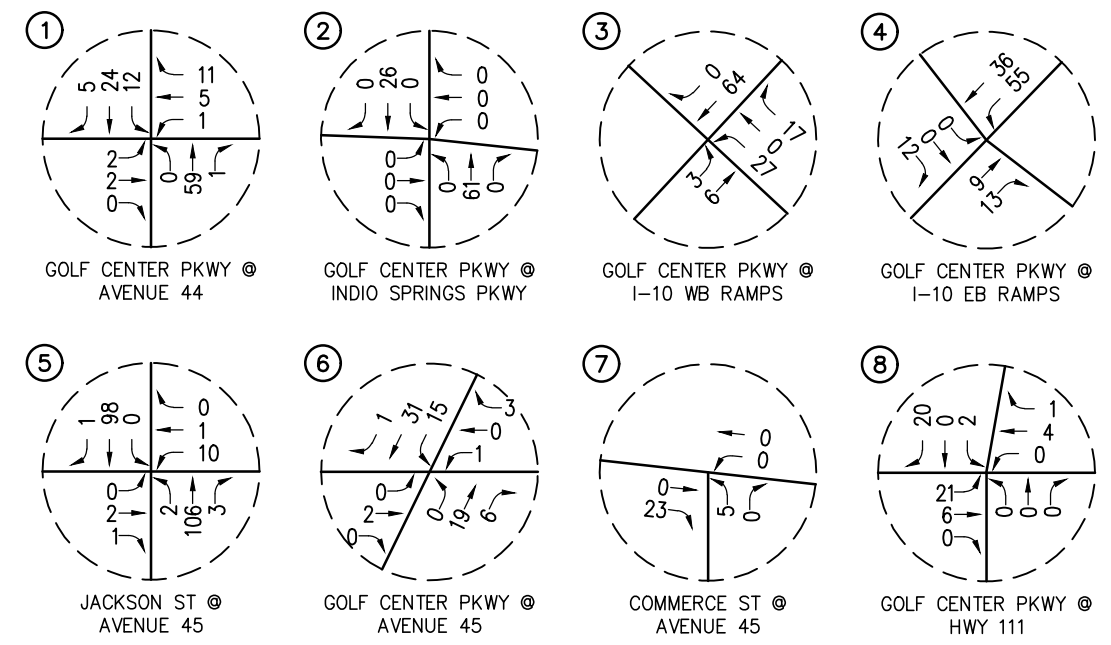 1
5 24 12
11
5
1
2
2
0
0 59 1
GOLF CENTER PKWY @
AVENUE 44
2
0 26 0
0
0
0
0
0
0
0 61 0
GOLF CENTER PKWY @
INDIO SPRINGS PKWY
3
0 64
17
0
27
3
6
GOLF CENTER PKWY @
I-10 WB RAMPS
4
36
55
12 0 0
9
13
GOLF CENTER PKWY @
I-10 EB RAMPS
5
1 98 0
0
1
10
0
2
1
2 106 3
JACKSON ST @
AVENUE 45
6
1 31 15
3
0
1
0
2
0
0 19 6
GOLF CENTER PKWY @
AVENUE 45
7
0
0
0
23
5 0
COMMERCE ST @
AVENUE 45
8
20 0 2
1
4
0
21
6
0
0 0 0
GOLF CENTER PKWY @
HWY 111